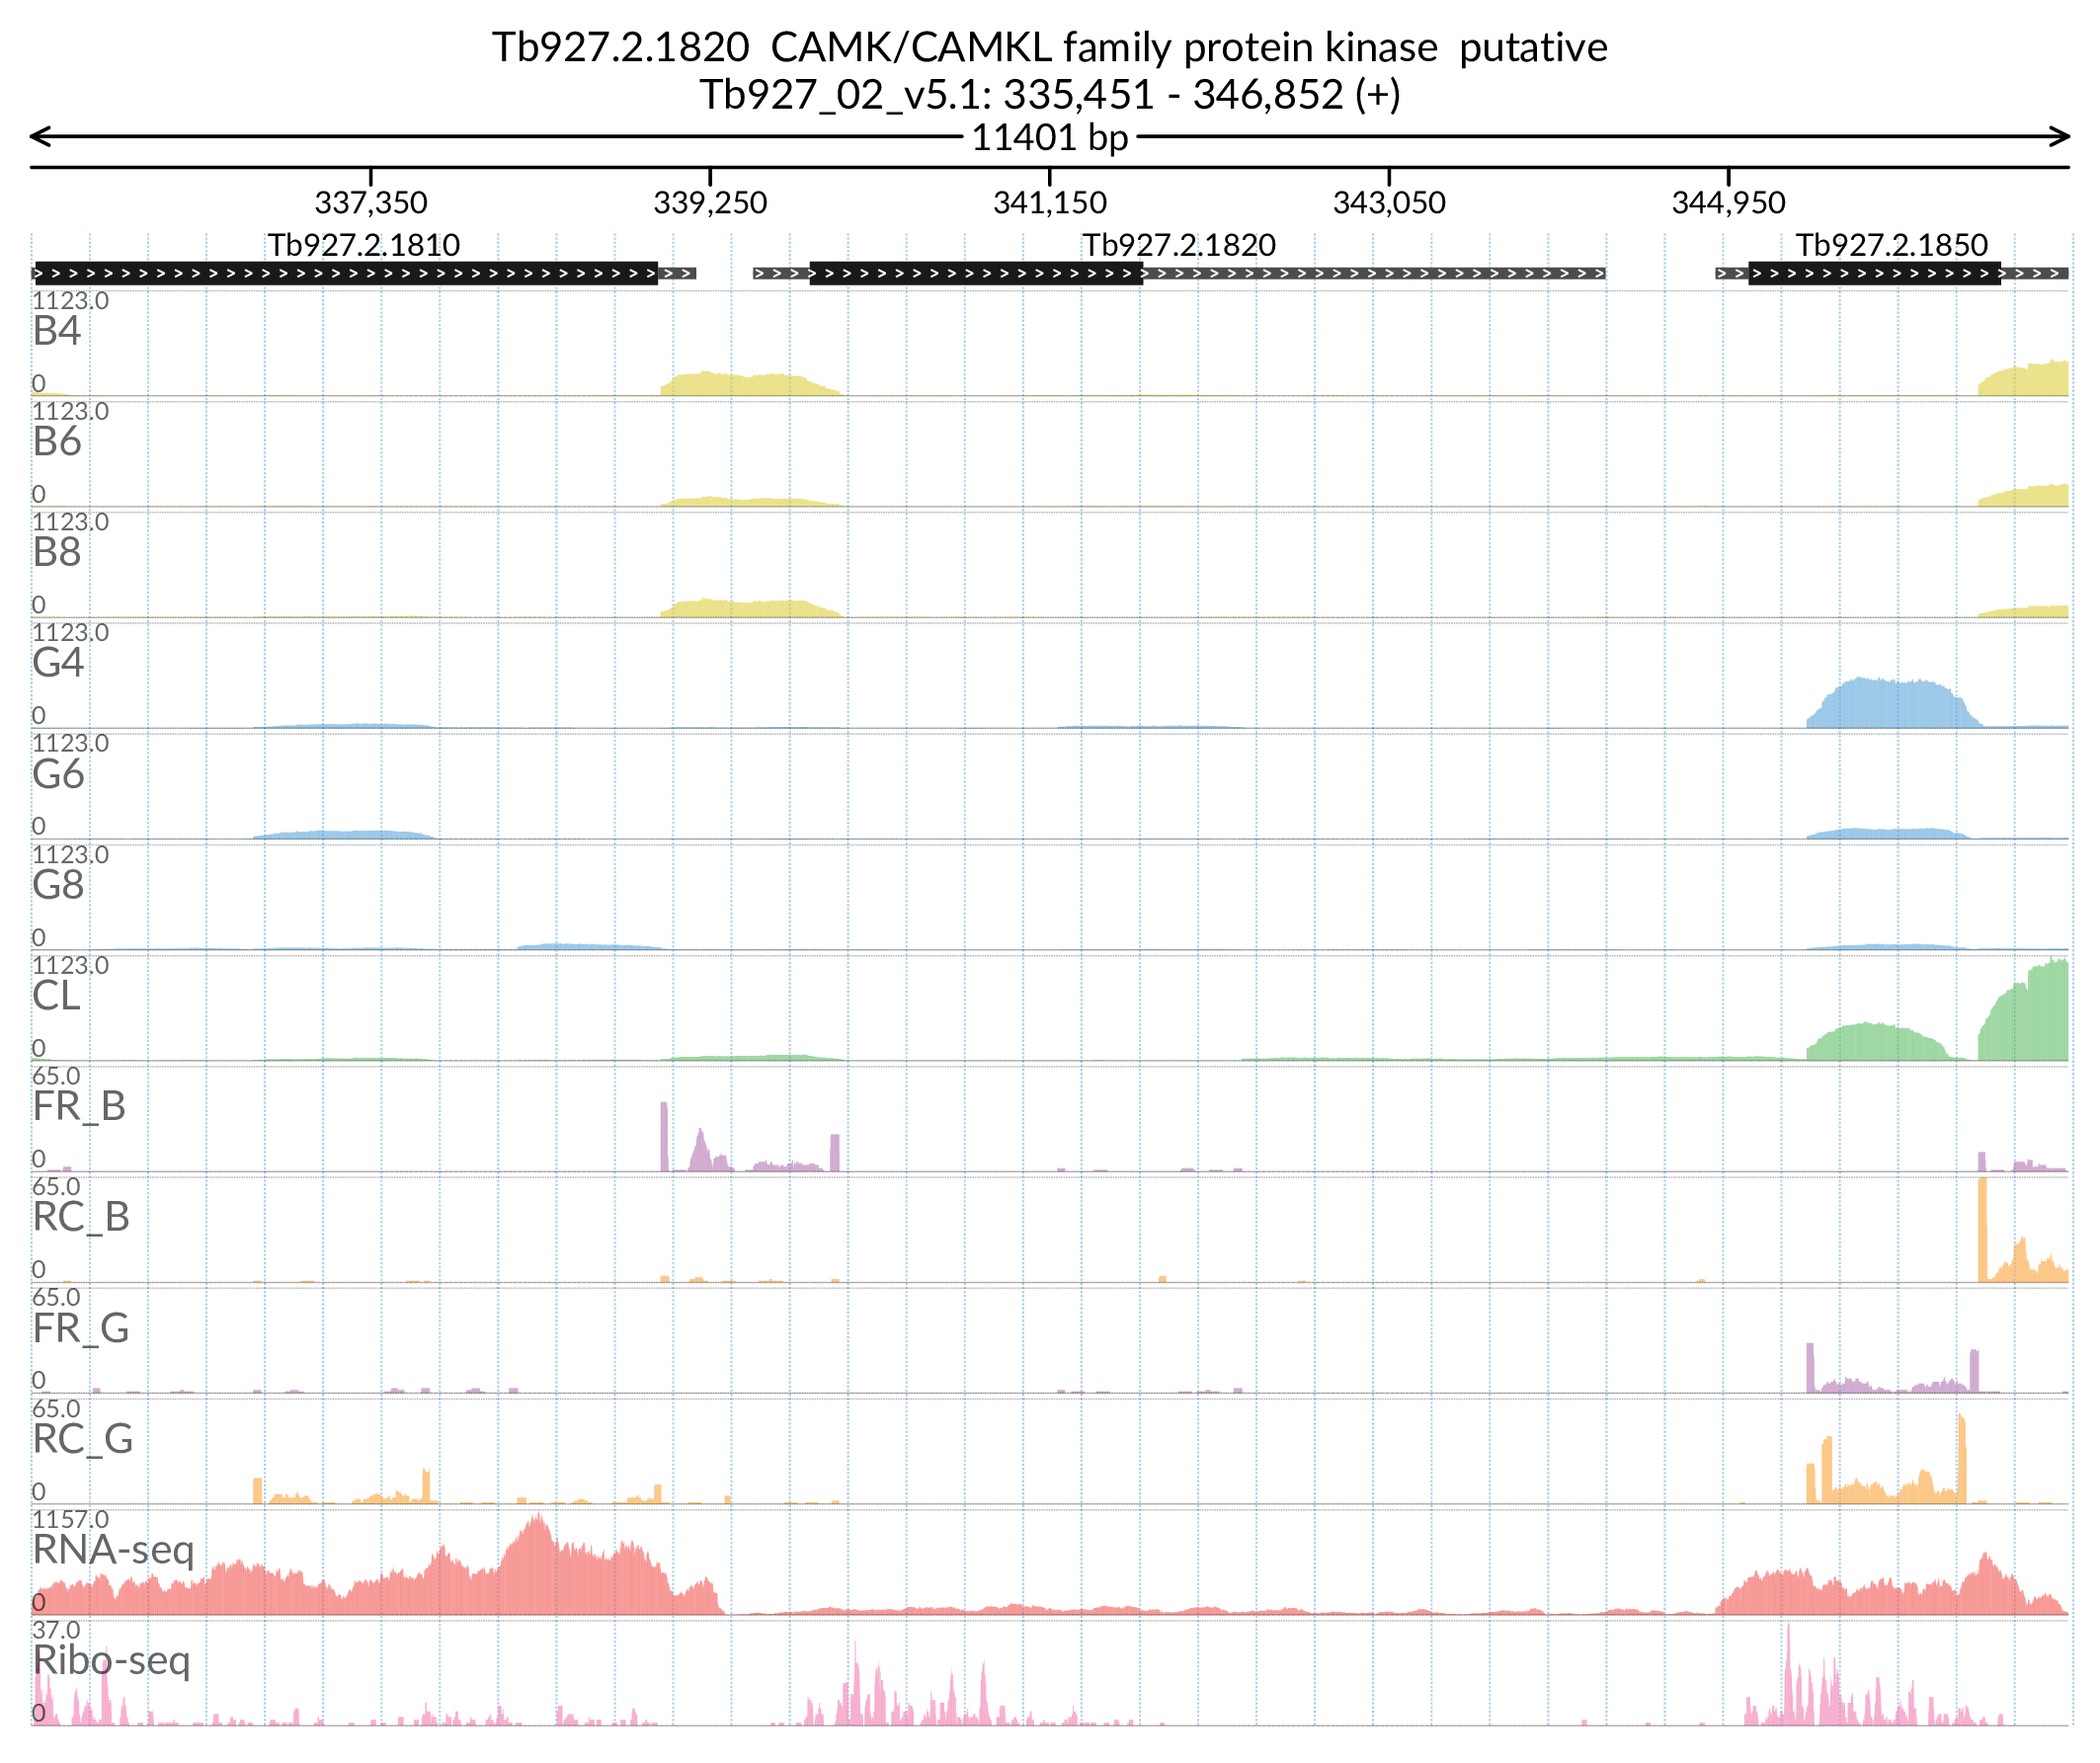 Tb927.2.1820  CAMK/CAMKL family protein kinase  putative
Tb927_02_v5.1: 335,451 - 346,852 (+)
11401 bp
337,350 339,250 341,150 343,050 344,950
Tb927.2.1810 Tb927.2.1820 Tb927.2.1850
1123.0
B4
0
1123.0
B6
0
1123.0
B8
0
1123.0
G4
0
1123.0
G6
0
1123.0
G8
0
1123.0
CL
0
65.0
FR_B
0
65.0
RC_B
0
65.0
FR_G
0
65.0
RC_G
0
1157.0
RNA-seq
0
37.0
Ribo-seq
0